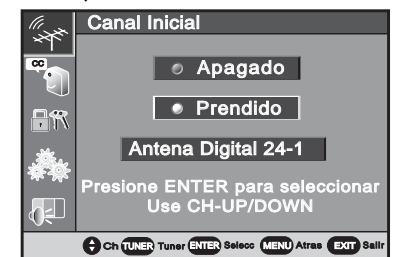 Canal Inicial
CC
Apagado
Prendido
Antena Digital 24-1
Presione ENTER para seleccionar
Use CH-UP/DOWN
Ch TUNER Tuner ENTER Selecc MENU Atras EXIT Salir